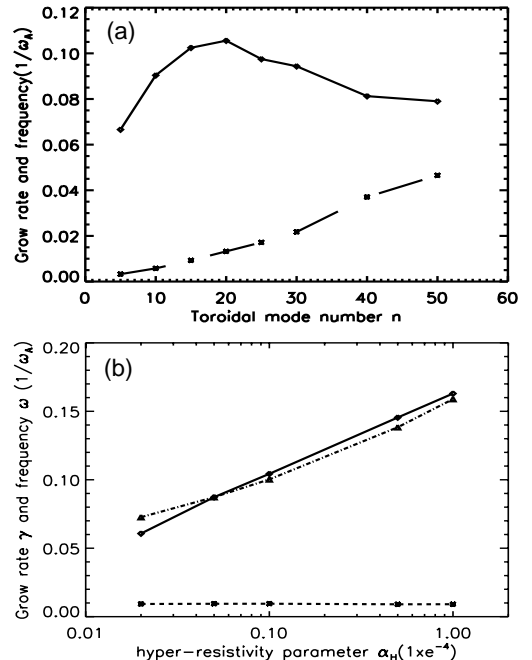 (a)
Grow rate and frequency(1/ωA)
0.12
0.10
0.08
0.06
0.04
0.02
0.00
0 10 20 30 40 50 60
Toroidal mode number n
(b)
Grow rate γ and frequency ω (1/ωA)
0.20
0.15
0.10
0.05
0.00
0.01 0.10 1.00
hyper-resistivity parameter αH(1xe⁻⁴)